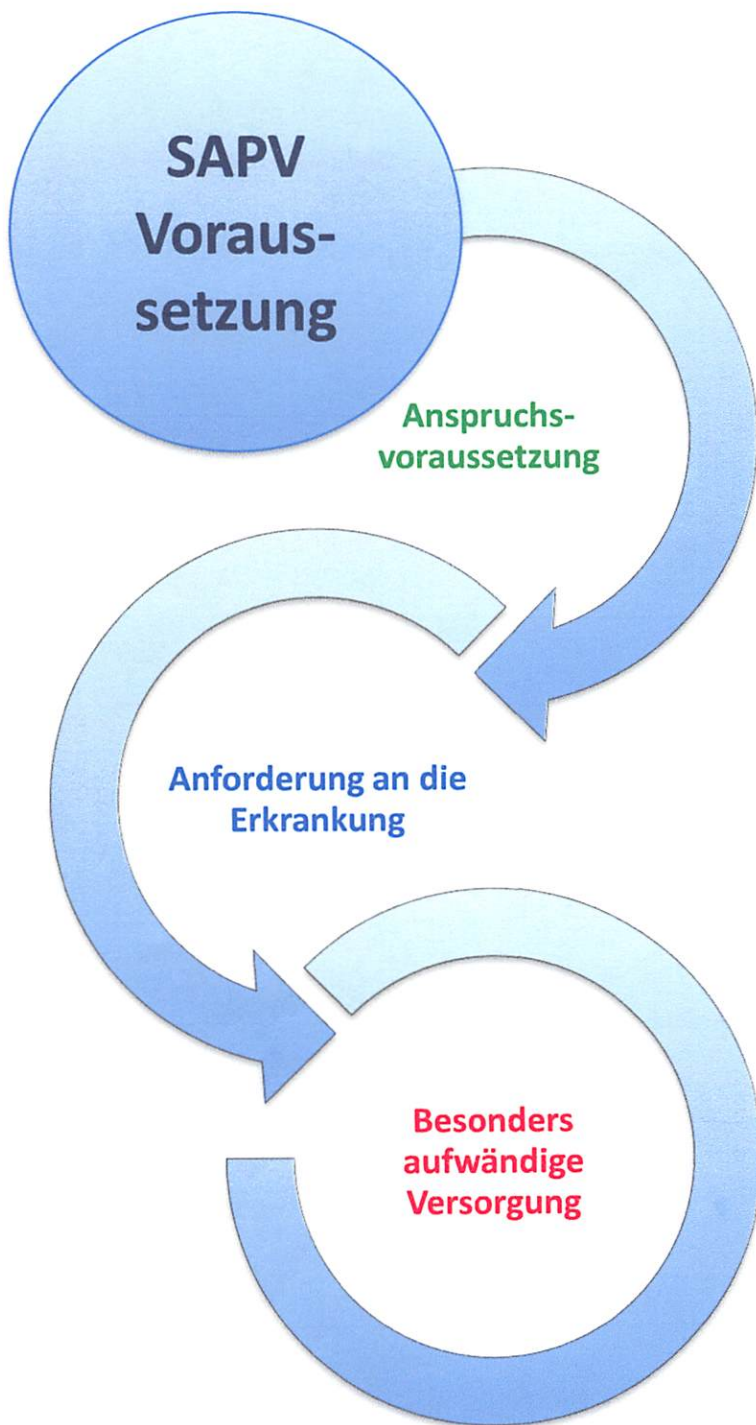 SAPV
Voraus-
setzung
Anspruchs-
voraussetzung
Anforderung an die
Erkrankung
Besonders
aufwändige
Versorgung